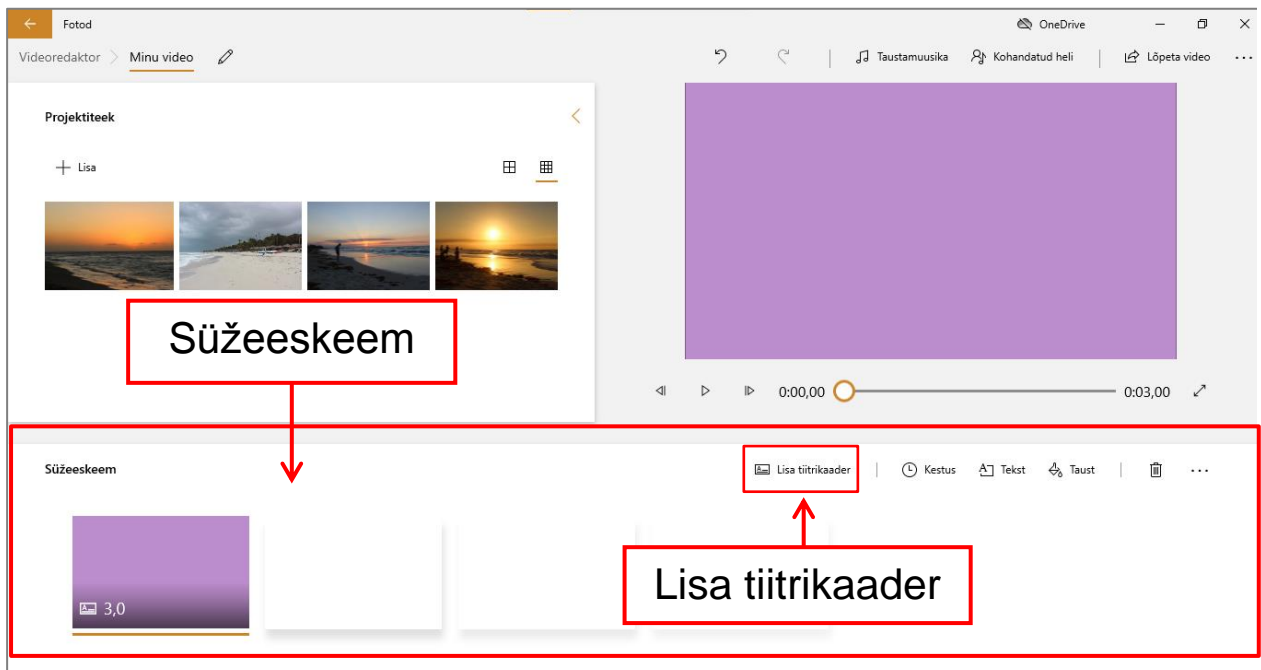 Fotod
OneDrive
Videoredaktor
Minu video
Taustamuusika
Kohandatud heli
Lõpeta video
Projektiteek
Lisa
Süžeeskeem
0:00,00
0:03,00
Süžeeskeem
Lisa tiitrikaader
Kestus
Tekst
Taust
Lisa tiitrikaader
3,0